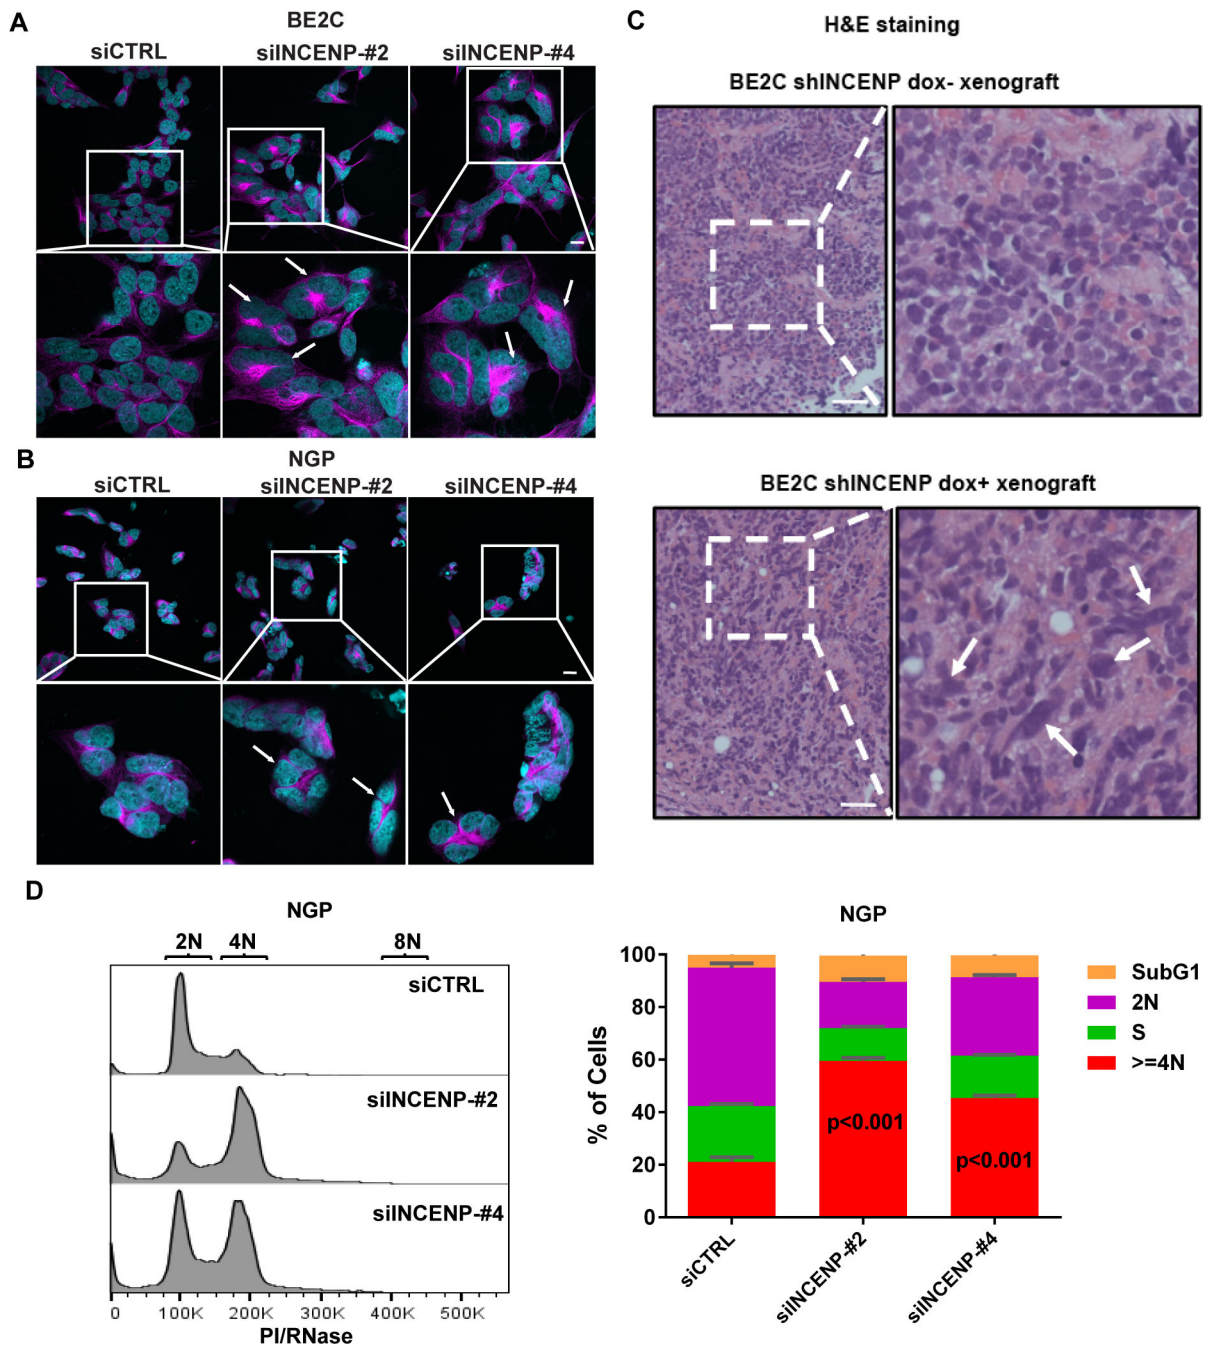 A
BE2C
siCTRL
siINCENP-#2
siINCENP-#4
B
NGP
siCTRL
siINCENP-#2
siINCENP-#4
C
H&E staining
BE2C shINCENP dox- xenograft
BE2C shINCENP dox+ xenograft
D
NGP
2N
4N
8N
siCTRL
siINCENP-#2
siINCENP-#4
0
100K
200K
300K
400K
500K
PI/RNase
NGP
% of Cells
100
80
60
40
20
0
p<0.001
p<0.001
siCTRL
siINCENP-#2
siINCENP-#4
SubG1
2N
S
>=4N